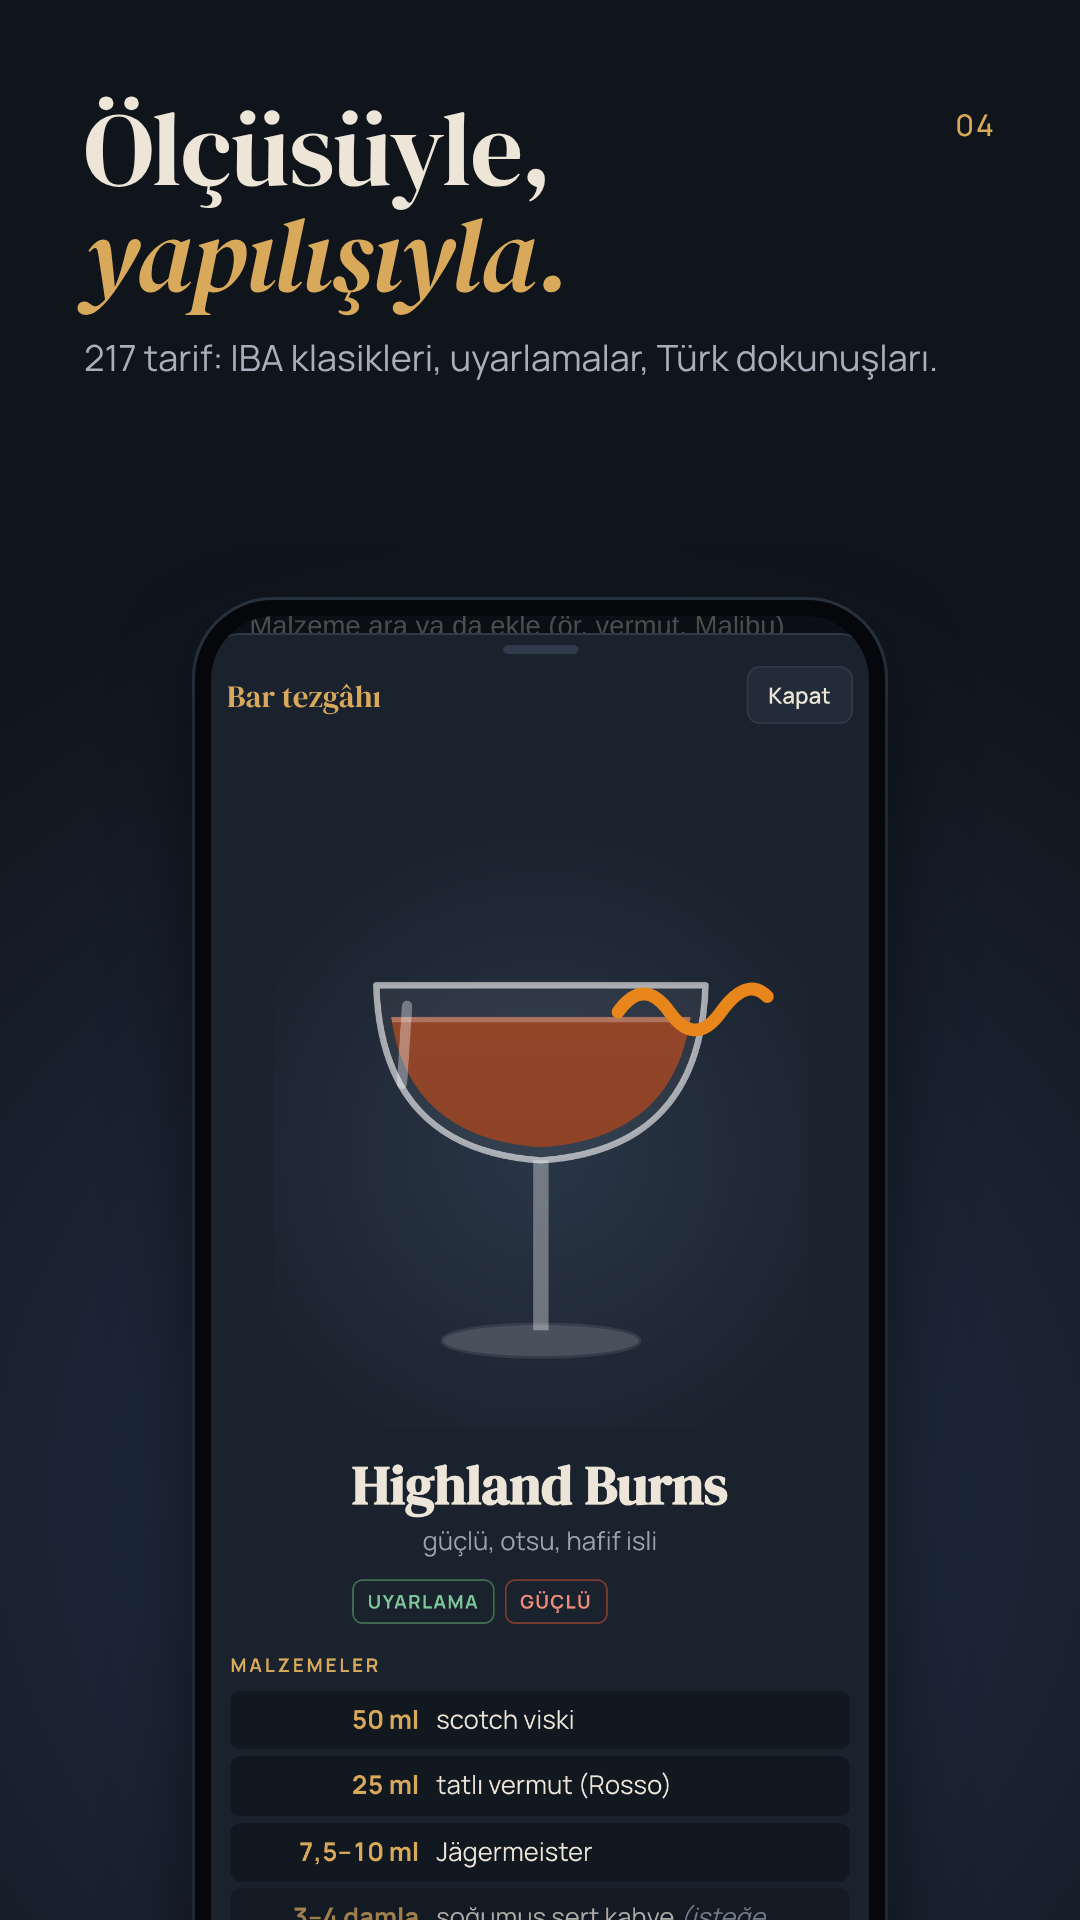 Ölçüsüyle,
04
yapılışıyla.
217 tarif: IBA klasikleri, uyarlamalar, Türk dokunuşları.
Malzeme ara ya da ekle (ör. vermut, Malibu)
Bar tezgâhı
Kapat
Highland Burns
güçlü, otsu, hafif isli
UYARLAMA
GÜÇLÜ
MALZEMELER
50 ml scotch viski
25 ml tatlı vermut (Rosso)
7,5–10 ml Jägermeister
3–4 damla soğumuş sert kahve (isteğe